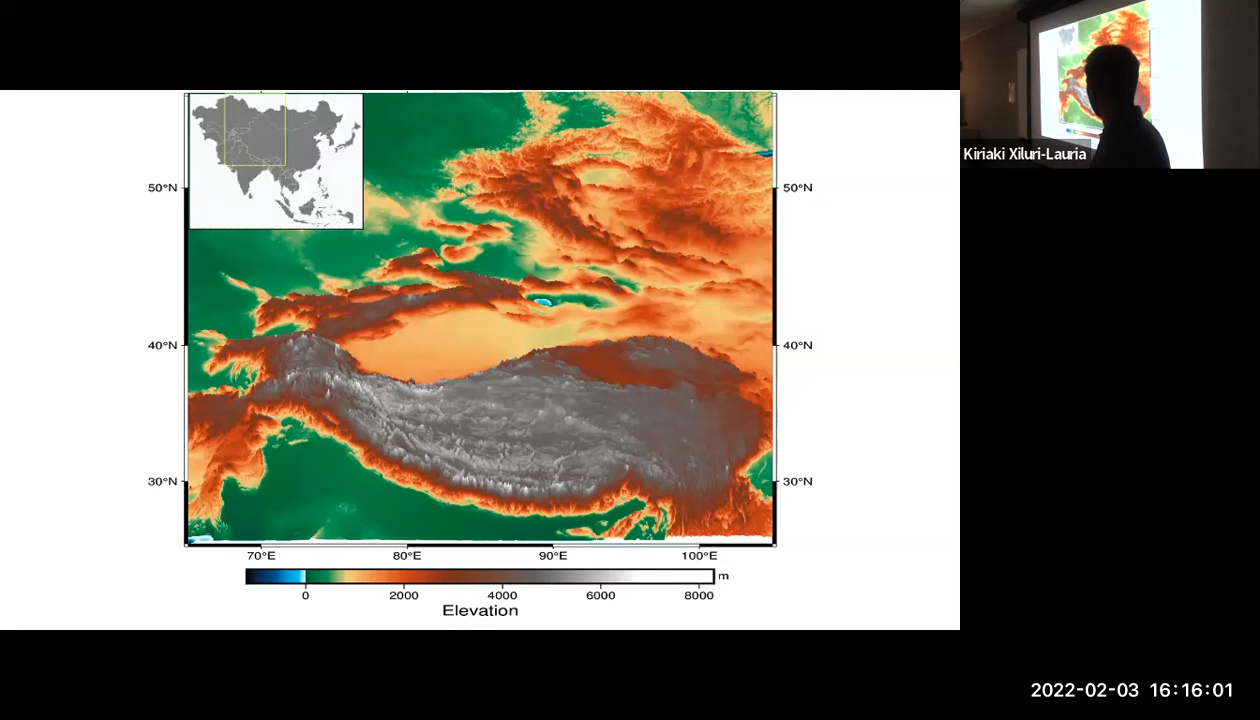 Kiriaki Xiluri-Lauria
50°N
50°N
40°N
40°N
30°N
30°N
70°E 80°E 90°E 100°E
m
0 2000 4000 6000 8000
Elevation
2022-02-03 16:16:01